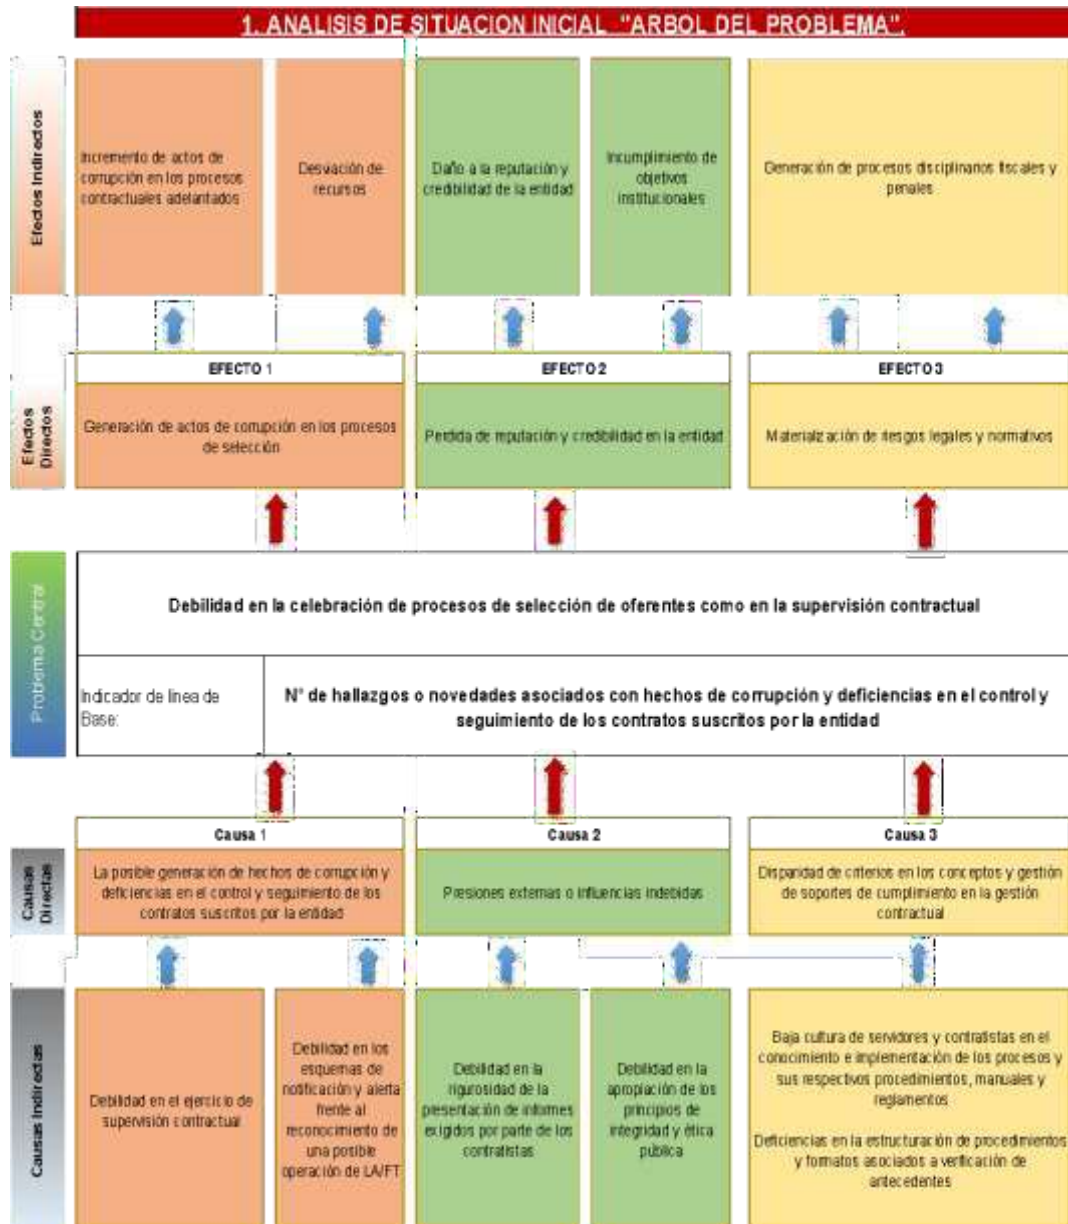 1. ANALISIS DE SITUACION INICIAL "ARBOL DEL PROBLEMA".
Efectos Indirectos
Incremento de actos de
corrupción en los procesos
contractuales adelantados
Desviación de
recursos
Daño a la reputación y
credibilidad de la entidad
Incumplimiento de
objetivos
institucionales
Generación de procesos disciplinarios fiscales y
penales
Efectos
Directos
EFECTO 1
Generación de actos de corrupción en los procesos
de selección
EFECTO 2
Perdida de reputación y credibilidad en la entidad
EFECTO 3
Materialización de riesgos legales y normativos
Problema Central
Debilidad en la celebración de procesos de selección de oferentes como en la supervisión contractual
Indicador de línea de
Base:
N° de hallazgos o novedades asociados con hechos de corrupción y deficiencias en el control y
seguimiento de los contratos suscritos por la entidad
Causas
Directas
Causa 1
La posible generación de hechos de corrupción y
deficiencias en el control y seguimiento de los
contratos suscritos por la entidad
Causa 2
Presiones externas o influencias indebidas
Causa 3
Disparidad de criterios en los conceptos y gestión
de soportes de cumplimiento en la gestión
contractual
Causas Indirectas
Debilidad en el ejercicio de
supervisión contractual
Debilidad en los
esquemas de
notificación y alerta
frente al
reconocimiento de
una posible
operación de LA/FT
Debilidad en la
rigurosidad de la
presentación de informes
exigidos por parte de los
contratistas
Debilidad en la
apropiación de los
principios de
integridad y ética
pública
Baja cultura de servidores y contratistas en el
conocimiento e implementación de los procesos y
sus respectivos procedimientos, manuales y
reglamentos
Deficiencias en la estructuración de procedimientos
y formatos asociados a verificación de
antecedentes